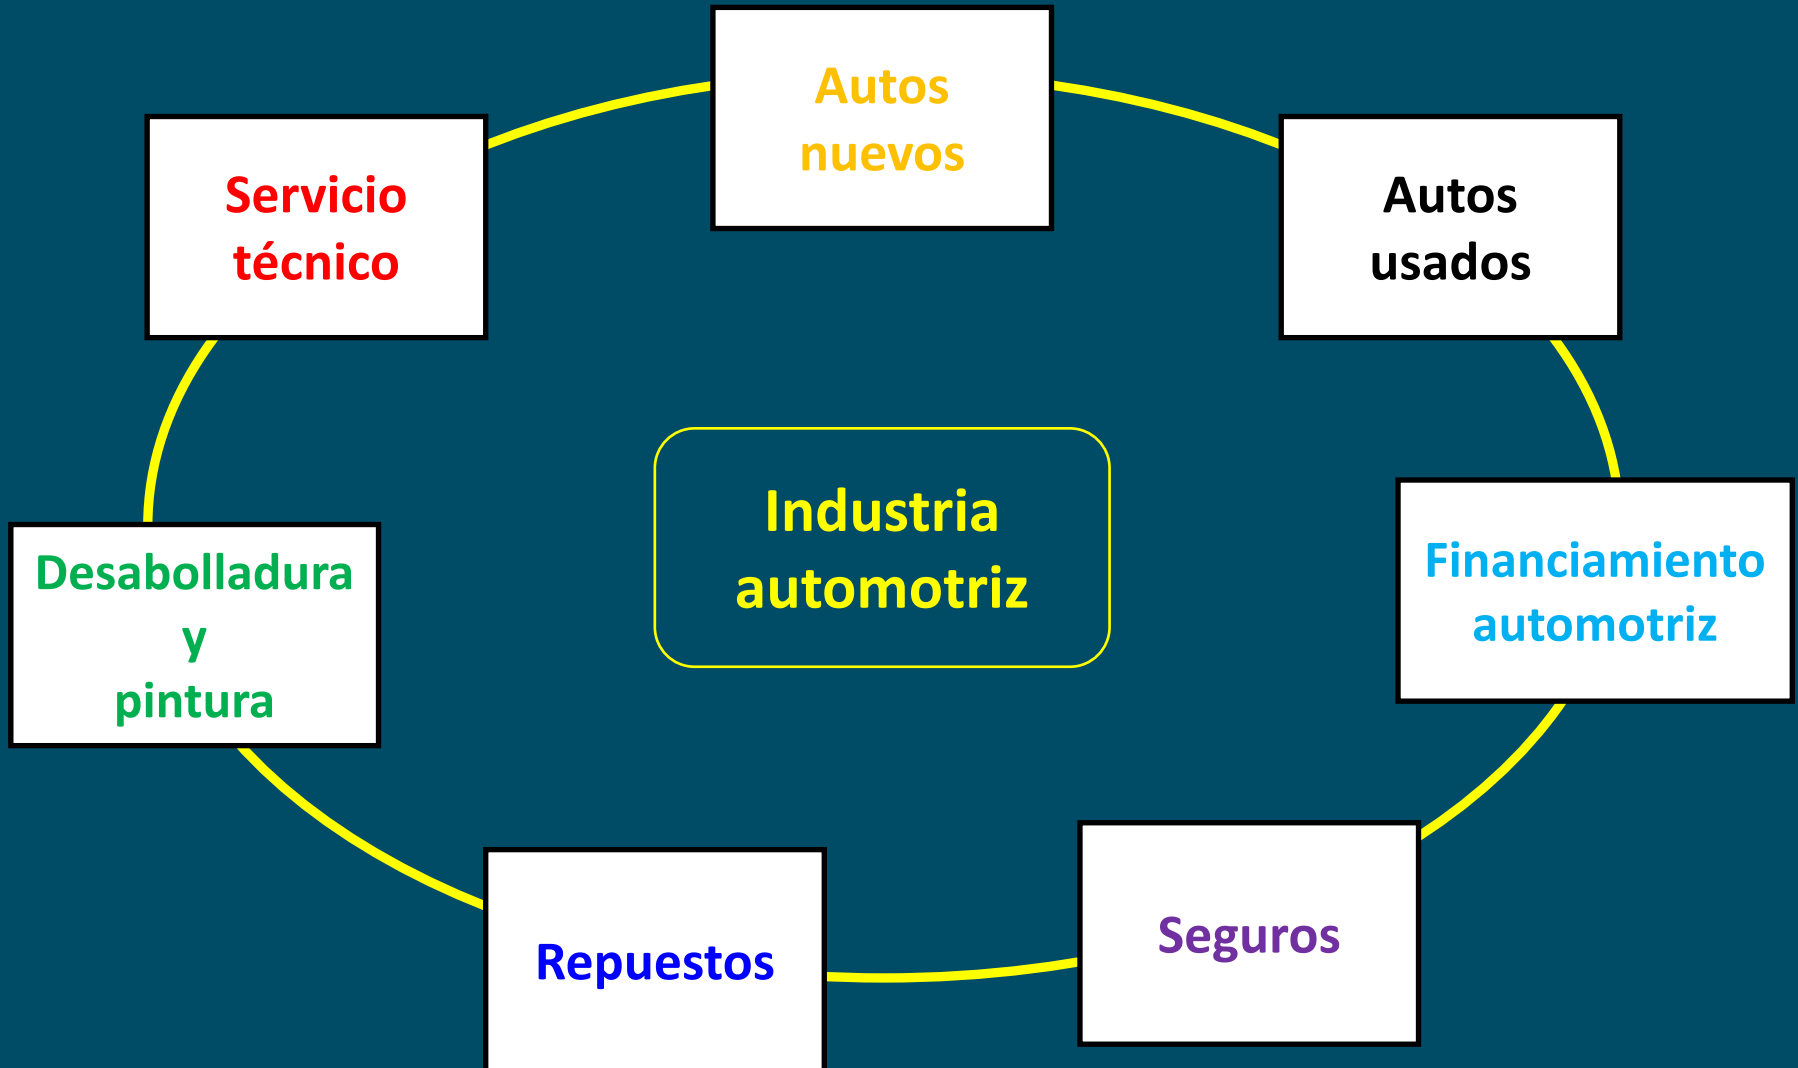 Autos
nuevos
Servicio
técnico
Autos
usados
Industria
automotriz
Financiamiento
automotriz
Desabolladura
y
pintura
Seguros
Repuestos